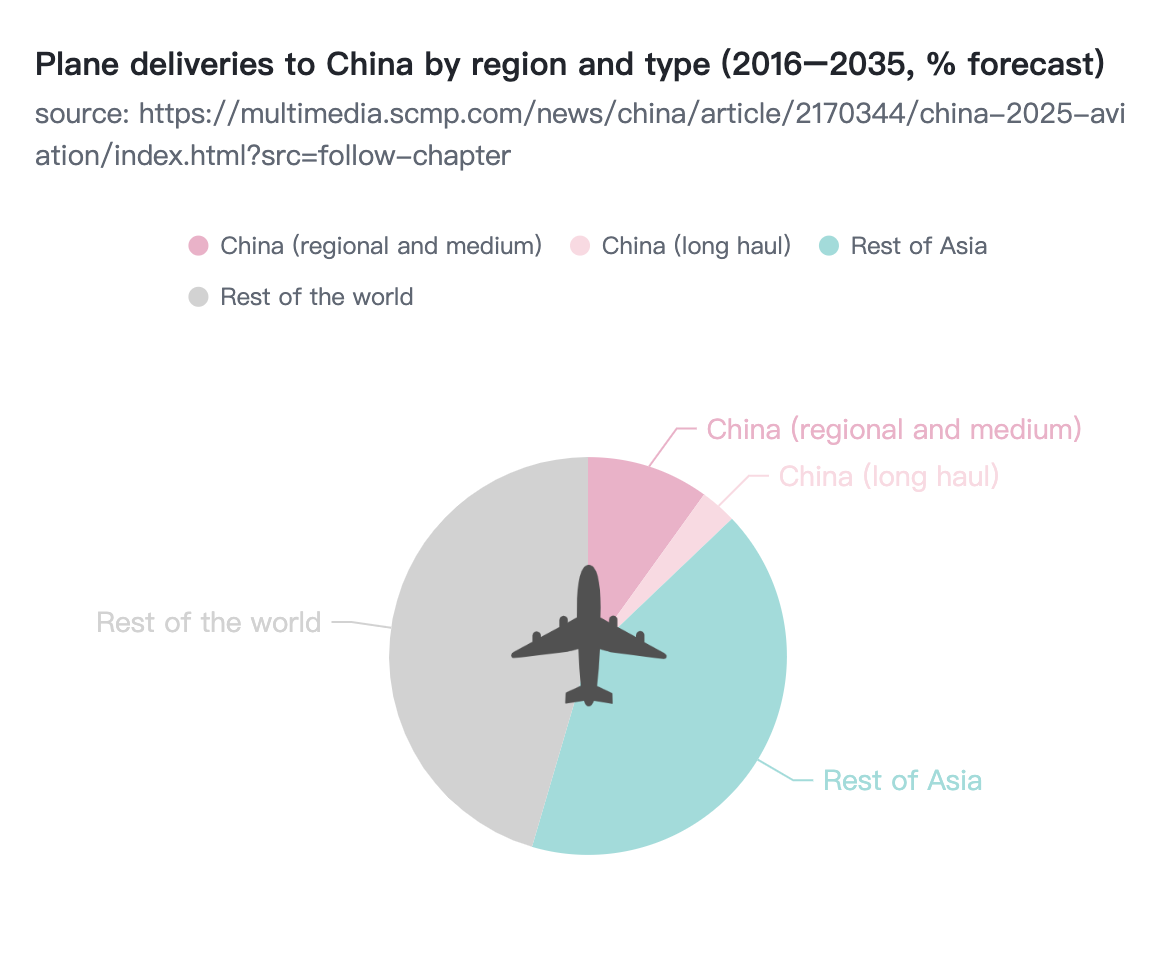 Plane deliveries to China by region and type (2016—2035, % forecast)
source: https://multimedia.scmp.com/news/china/article/2170344/china-2025-avi
ation/index.html?src=follow-chapter
China (regional and medium)
China (long haul)
Rest of Asia
Rest of the world
China (regional and medium)
China (long haul)
Rest of the world
Rest of Asia